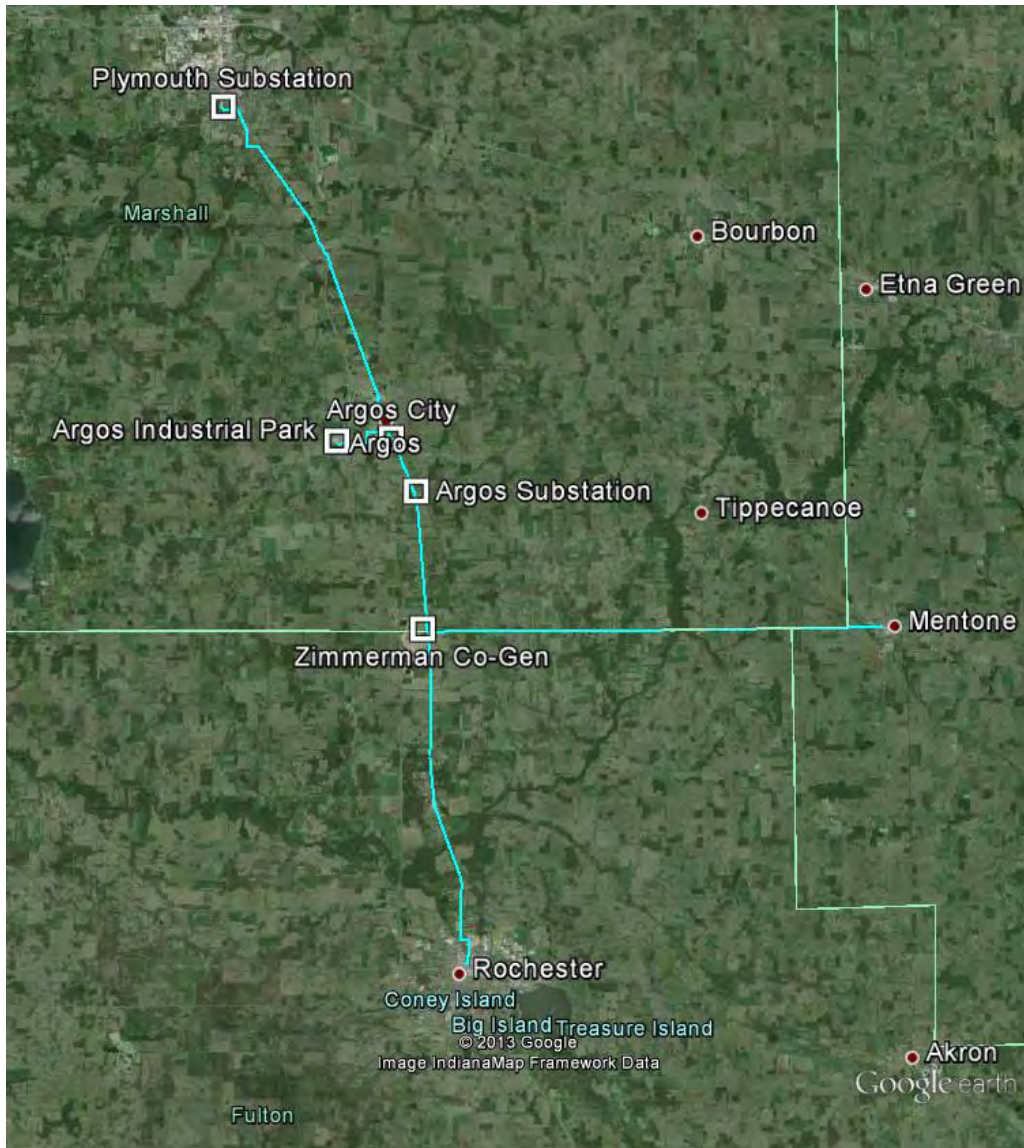 Plymouth Substation
Marshall
Bourbon
Etna Green
Argos City
Argos Industrial Park
Argos
Argos Substation
Tippecanoe
Mentone
Zimmerman Co-Gen
Rochester
Coney Island
Big Island
Treasure Island
© 2013 Google
Image IndianaMap Framework Data
Akron
Google earth
Fulton